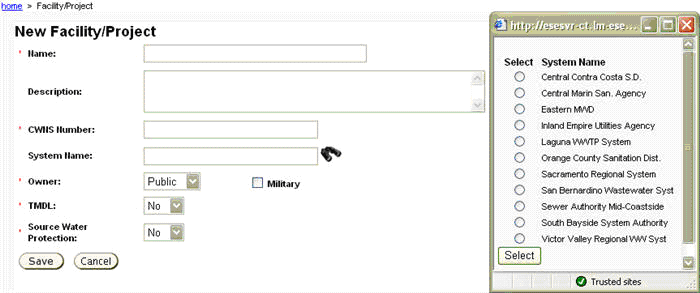 home > Facility/Project
New Facility/Project
* Name:
Description:
* CWNS Number:
System Name:
* Owner: Public Military
* TMDL: No
* Source Water Protection: No
Save Cancel
http://esesvr-ct.lm-ese...
Select System Name
Central Contra Costa S.D.
Central Marin San. Agency
Eastern MWD
Inland Empire Utilities Agency
Laguna WWTP System
Orange County Sanitation Dist.
Sacramento Regional System
San Bernardino Wastewater Syst
Sewer Authority Mid-Coastside
South Bayside System Authority
Victor Valley Regional WW Syst
Select
Trusted sites